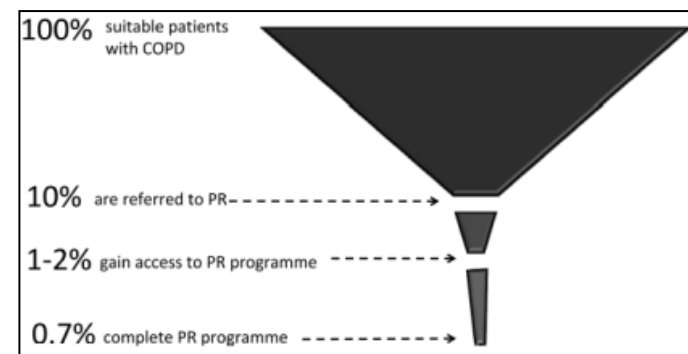 100% suitable patients
with COPD
10% are referred to PR
1-2% gain access to PR programme
0.7% complete PR programme